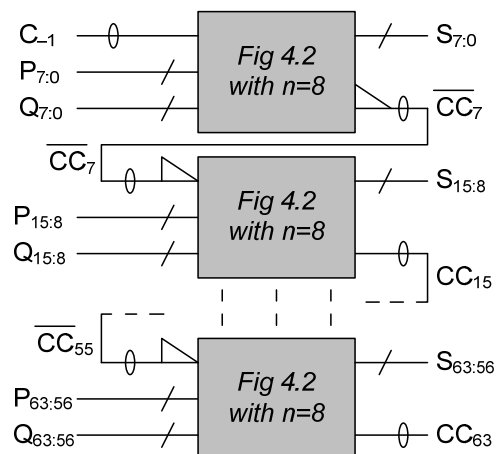 C–1
P7:0
Q7:0
Fig 4.2
with n=8
S7:0
CC7
CC7
P15:8
Q15:8
Fig 4.2
with n=8
S15:8
CC15
CC55
P63:56
Q63:56
Fig 4.2
with n=8
S63:56
CC63